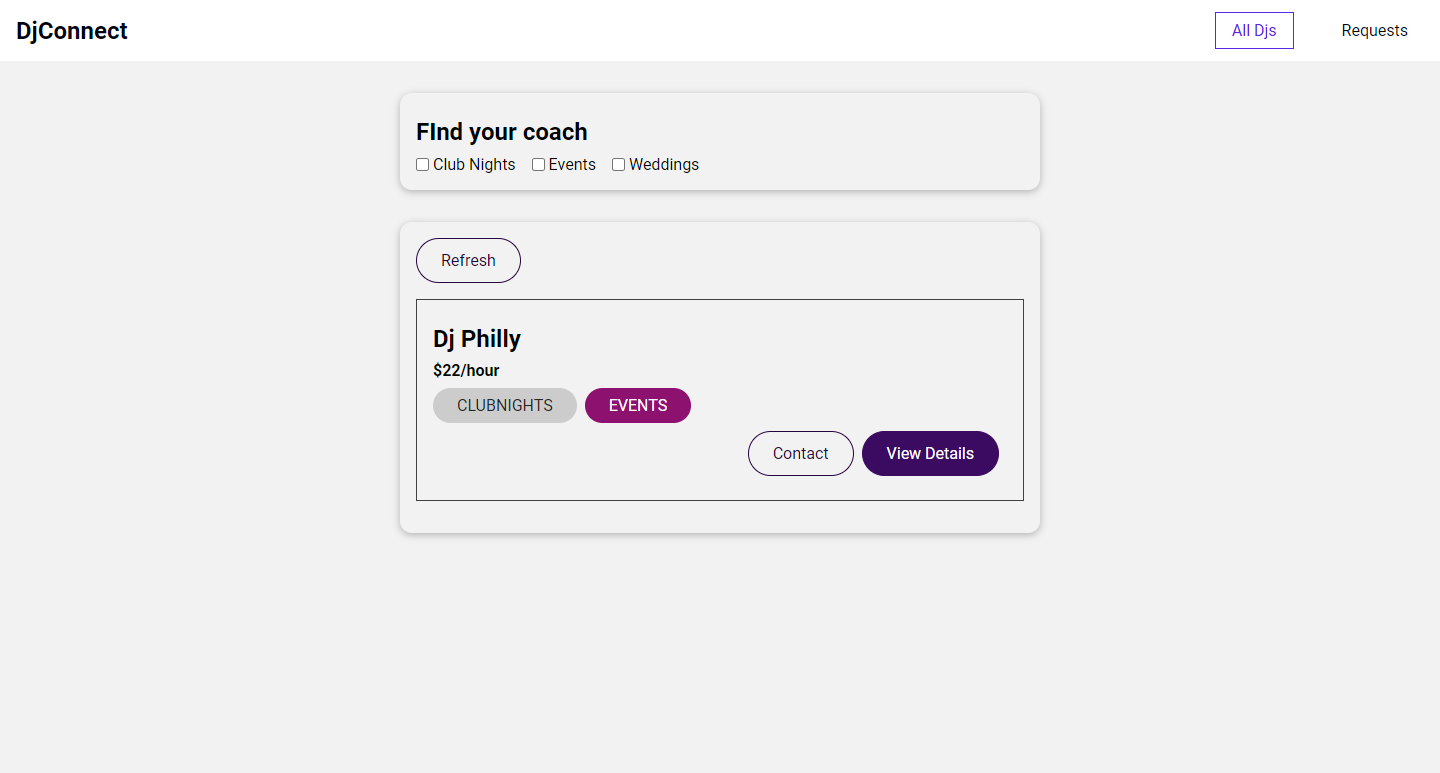 DjConnect
All Djs
Requests
FInd your coach
Club Nights Events Weddings
Refresh
Dj Philly
$22/hour
CLUBNIGHTS EVENTS
Contact View Details